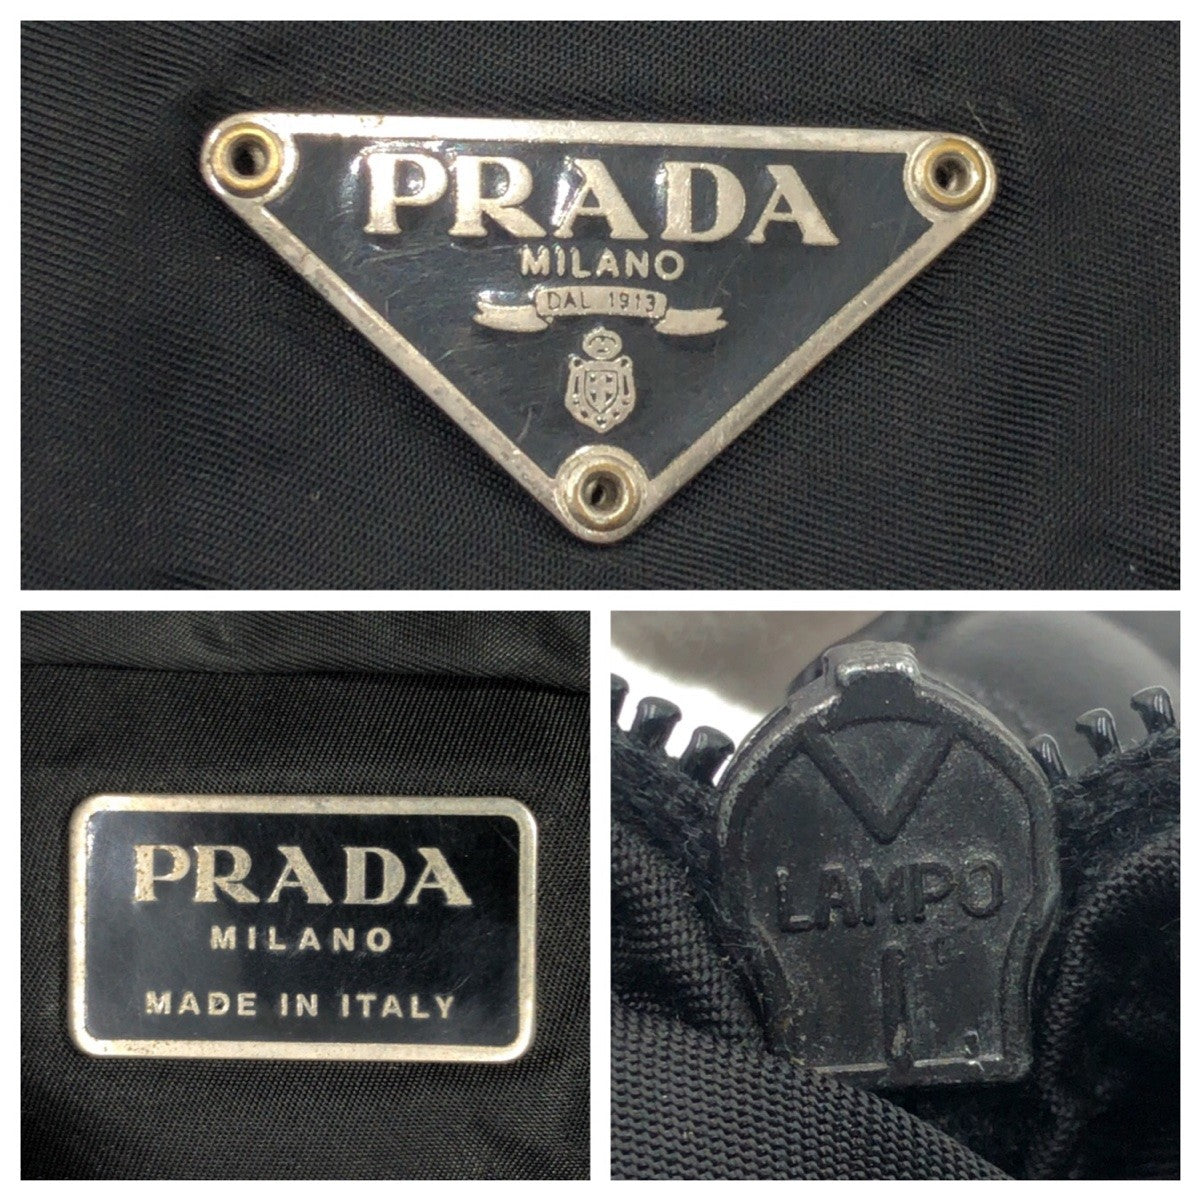 PRADA
MILANO
DAL 1913
PRADA
MILANO
MADE IN ITALY
LAMPO